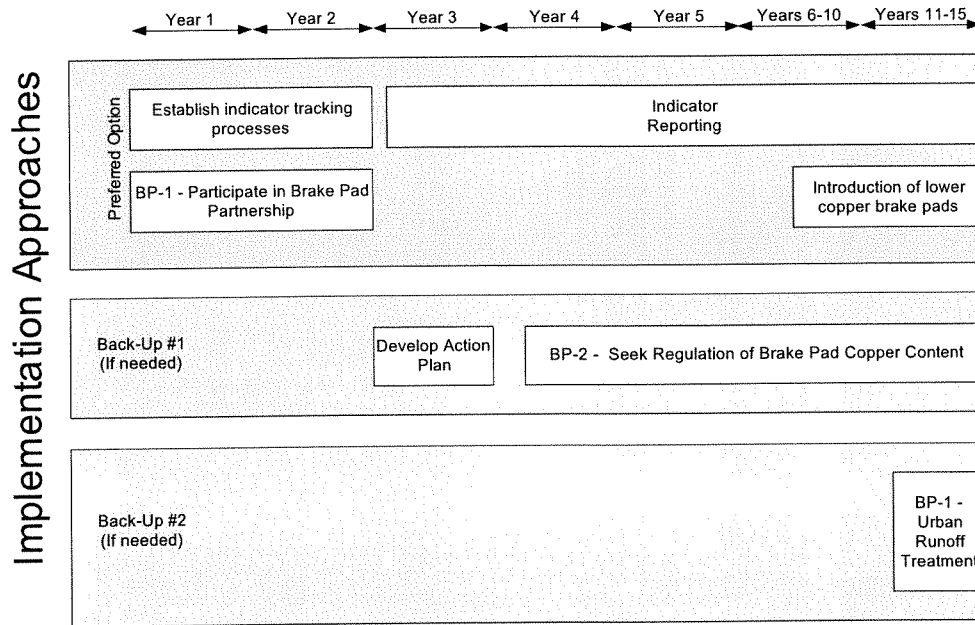 Year 1 Year 2 Year 3 Year 4 Year 5 Years 6-10 Years 11-15
Implementation Approaches
Preferred Option
Establish indicator tracking
processes
Indicator
Reporting
BP-1 - Participate in Brake Pad
Partnership
Introduction of lower
copper brake pads
Back-Up #1
(If needed)
Develop Action
Plan
BP-2 - Seek Regulation of Brake Pad Copper Content
Back-Up #2
(If needed)
BP-1 -
Urban
Runoff
Treatment